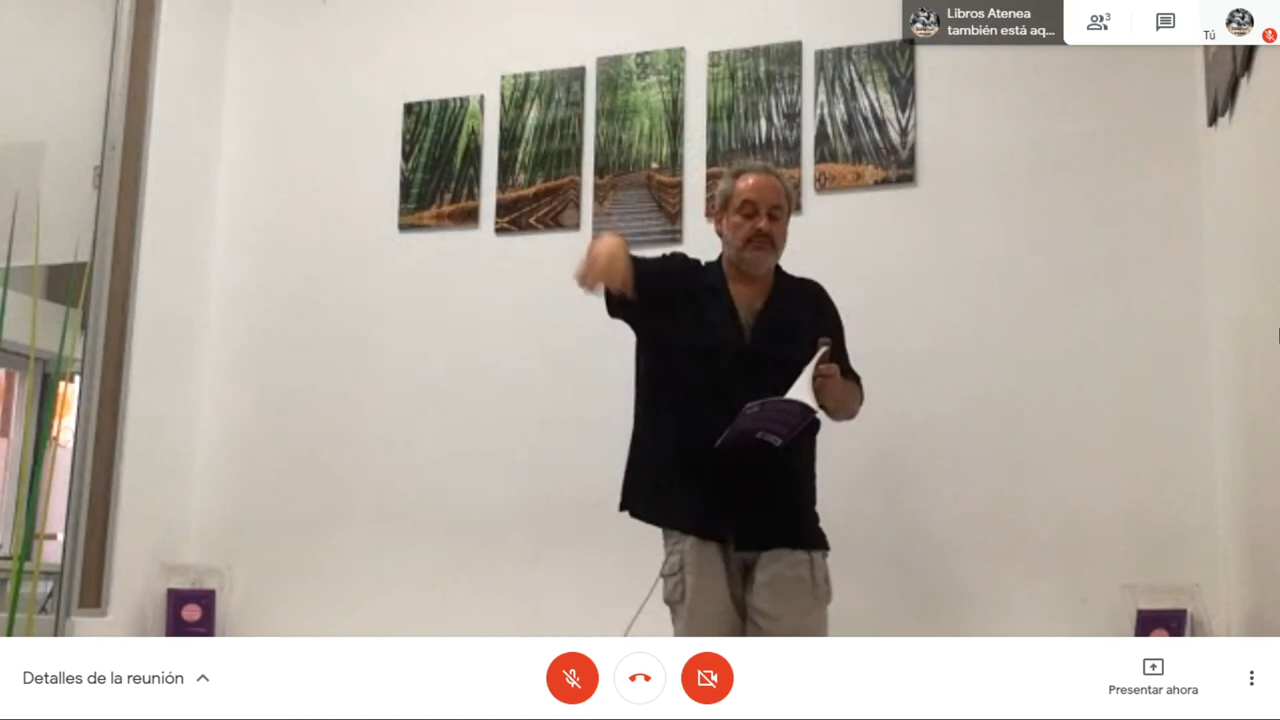 Libros Atenea
también está aq...
3
Tú
Detalles de la reunión
Presentar ahora